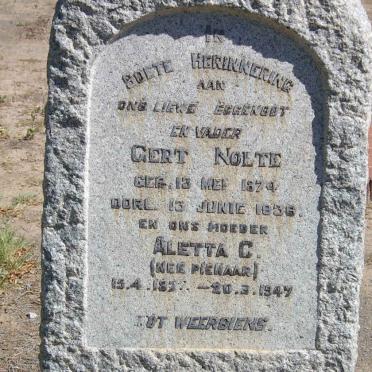 IN
SOETE HERINNERING
AAN
ONS LIEWE EGGENOOT
EN VADER
GERT NOLTE
GEB. 13 MEI 1874.
OORL. 13 JUNIE 1936.
EN ONS MOEDER
ALETTA C.
(NEE PIENAAR)
20.3.1947
TOT WEERSIENS.